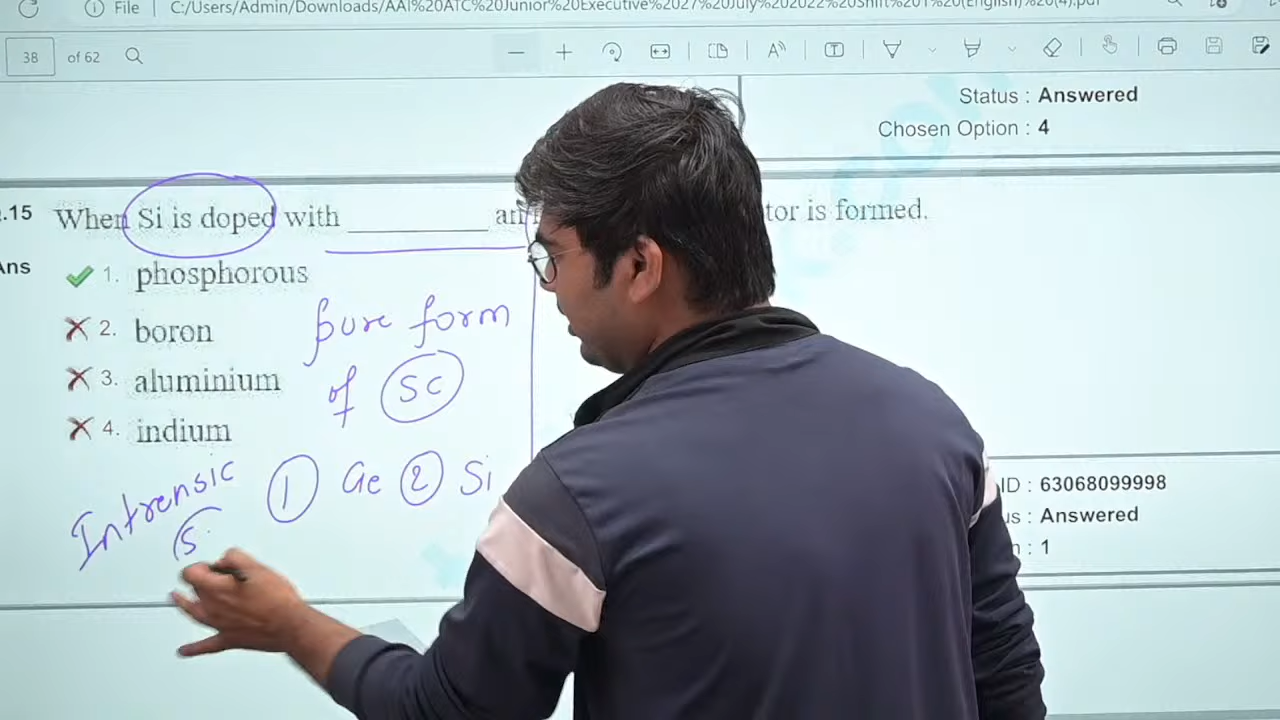 File | C:/Users/Admin/Downloads/AAI%20ATC%20Junior%20Executive%2027%20July%202022%20Shift%201%20(English)%20(4).pdf
38 of 62
Status : Answered
Chosen Option : 4
.15 When Si is doped with ________ an tor is formed.
Ans 1. phosphorous
2. boron
3. aluminium
4. indium
pure form
of SC
Intrensic
1 Ge 2 Si
ID : 63068099998
us : Answered
n : 1